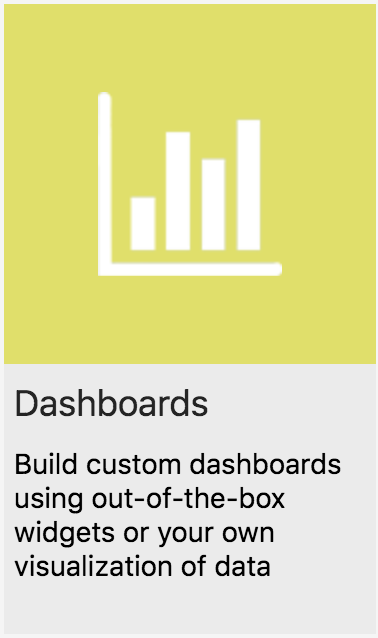 Dashboards
Build custom dashboards
using out-of-the-box
widgets or your own
visualization of data